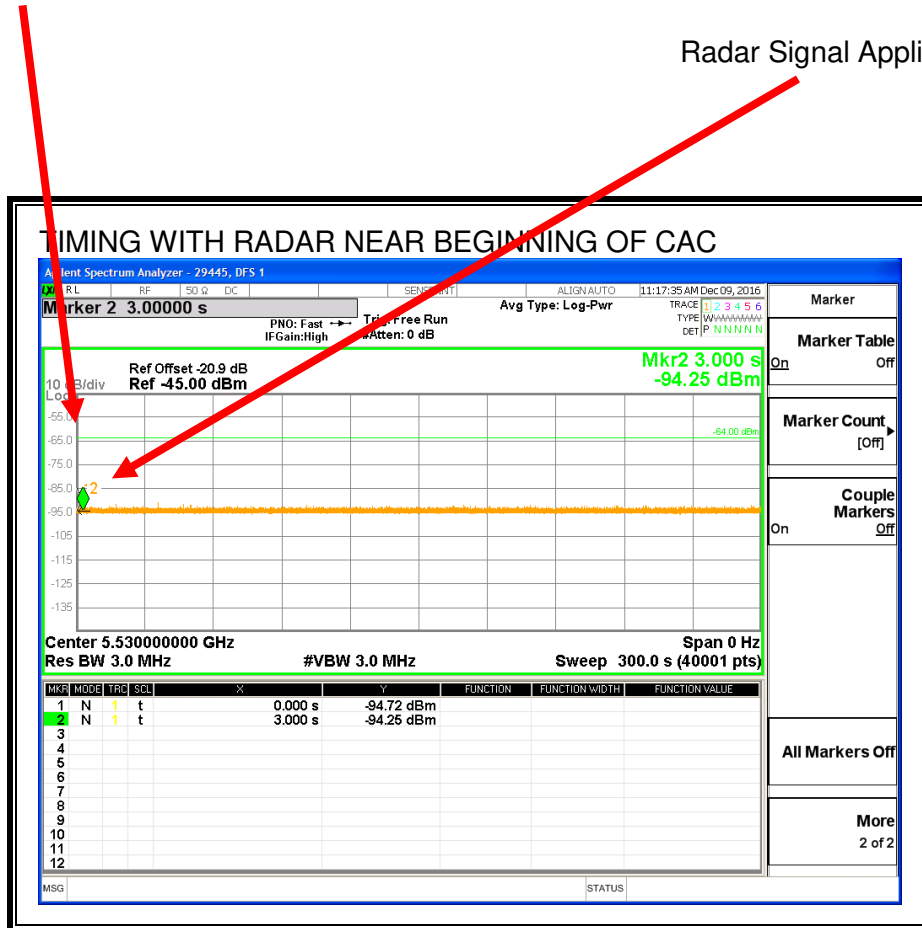 Radar Signal Appli
TIMING WITH RADAR NEAR BEGINNING OF CAC
Agilent Spectrum Analyzer - 29445, DFS 1
RL RF 50 Ω DC ALIGN AUTO 11:17:35 AM Dec 09, 2016
Marker 2 3.00000 s
PNO: Fast
IFGain:High
Trig: Free Run
#Atten: 0 dB
Avg Type: Log-Pwr
TRACE 1 2 3 4 5 6
TYPE
DET P N N N N N
Mkr2 3.000 s
-94.25 dBm
Ref Offset -20.9 dB
10 dB/div Ref -45.00 dBm
Log
-55.0
-65.0
-75.0
-85.0
-95.0
-105
-115
-125
-135
-64.00 dBm
2
Center 5.530000000 GHz Span 0 Hz
Res BW 3.0 MHz #VBW 3.0 MHz Sweep 300.0 s (40001 pts)
MKR MODE TRC SCL X Y FUNCTION FUNCTION WIDTH FUNCTION VALUE
1 N 1 t 0.000 s -94.72 dBm
2 N 1 t 3.000 s -94.25 dBm
3
4
5
6
7
8
9
10
11
12
MSG STATUS
Marker
Marker Table
On Off
Marker Count
[Off]
Couple
Markers
On Off
All Markers Off
More
2 of 2